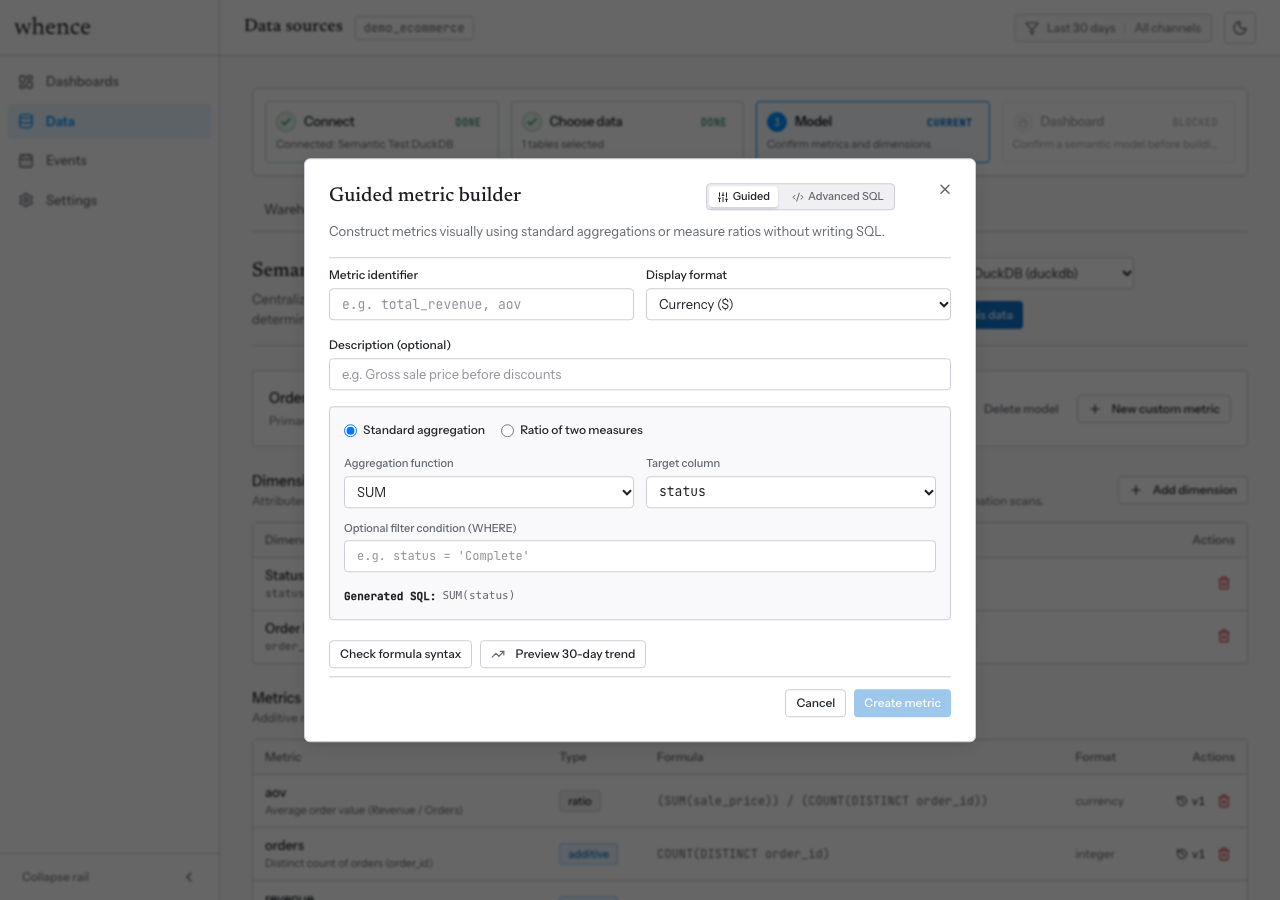 whence
Data sources
demo_ecommerce
Last 30 days
All channels
Dashboards
Data
Events
Settings
Connect
DONE
Connected: Semantic Test DuckDB
Choose data
DONE
1 tables selected
3
Model
CURRENT
Confirm metrics and dimensions
Dashboard
BLOCKED
Confirm a semantic model before buildi...
Guided metric builder
Guided
Advanced SQL
Construct metrics visually using standard aggregations or measure ratios without writing SQL.
Metric identifier
Display format
e.g. total_revenue, aov
Currency ($)
Description (optional)
e.g. Gross sale price before discounts
Standard aggregation
Ratio of two measures
Aggregation function
Target column
SUM
status
Optional filter condition (WHERE)
e.g. status = 'Complete'
Generated SQL: SUM(status)
Check formula syntax
Preview 30-day trend
Cancel
Create metric
DuckDB (duckdb)
data
Delete model
New custom metric
Add dimension
Actions
Status
Order
Metrics
Additive
Metric
Type
Formula
Format
Actions
aov
Average order value (Revenue / Orders)
ratio
(SUM(sale_price)) / (COUNT(DISTINCT order_id))
currency
v1
orders
Distinct count of orders (order_id)
additive
COUNT(DISTINCT order_id)
integer
v1
revenue
Collapse rail